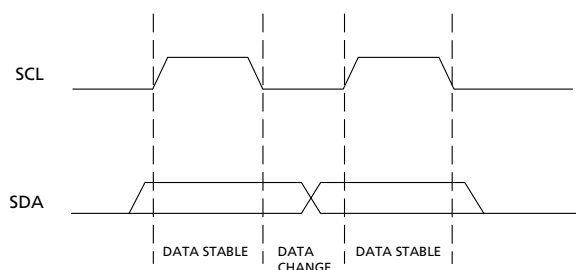 SCL
SDA
DATA STABLE
DATA
CHANGE
DATA STABLE